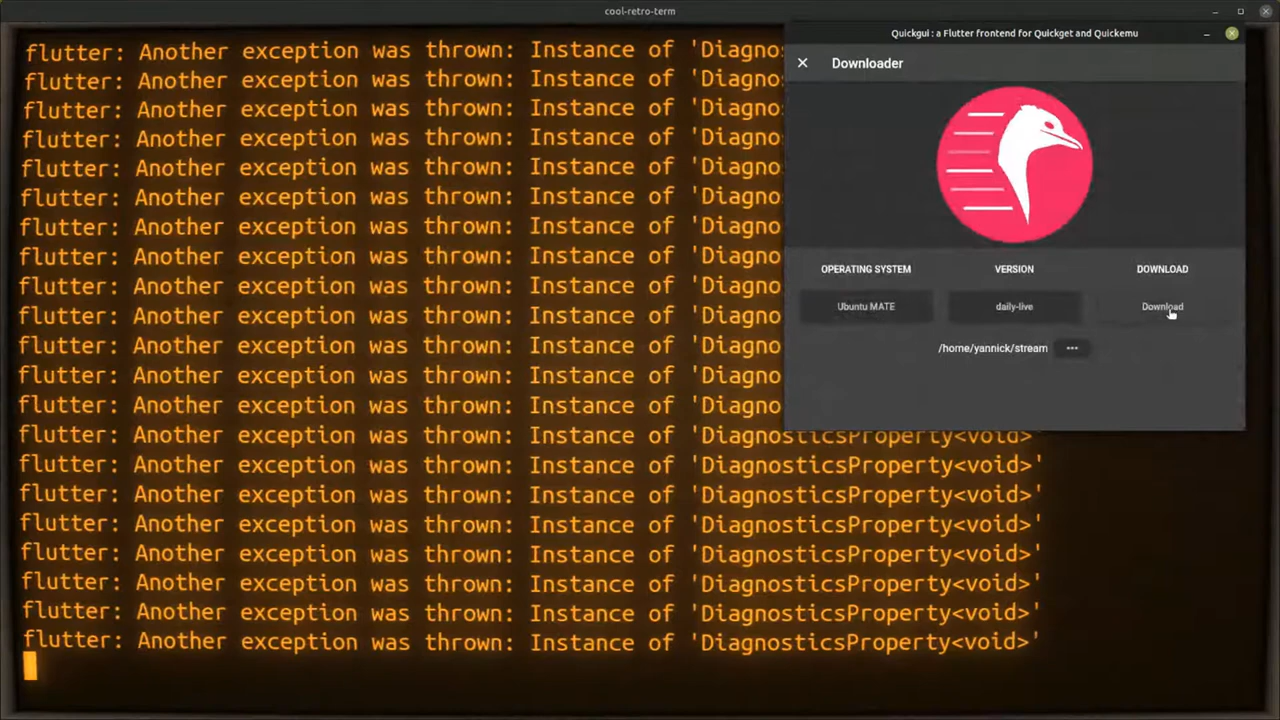 cool-retro-term
Quickgui : a Flutter frontend for Quickget and Quickemu
Downloader
OPERATING SYSTEM
VERSION
DOWNLOAD
Ubuntu MATE
daily-live
Download
/home/yannick/stream
•••
flutter: Another exception was thrown: Instance of 'Diagnos
flutter: Another exception was thrown: Instance of 'Diagnos
flutter: Another exception was thrown: Instance of 'Diagnos
flutter: Another exception was thrown: Instance of 'Diagno
flutter: Another exception was thrown: Instance of 'Diagno
flutter: Another exception was thrown: Instance of 'Diagno
flutter: Another exception was thrown: Instance of 'Diagno
flutter: Another exception was thrown: Instance of 'Diagno
flutter: Another exception was thrown: Instance of 'Diagno
flutter: Another exception was thrown: Instance of 'Diagno
flutter: Another exception was thrown: Instance of 'Diagno
flutter: Another exception was thrown: Instance of 'Diagno
flutter: Another exception was thrown: Instance of 'Diagno
flutter: Another exception was thrown: Instance of 'DiagnosticsProperty<void>'
flutter: Another exception was thrown: Instance of 'DiagnosticsProperty<void>'
flutter: Another exception was thrown: Instance of 'DiagnosticsProperty<void>'
flutter: Another exception was thrown: Instance of 'DiagnosticsProperty<void>'
flutter: Another exception was thrown: Instance of 'DiagnosticsProperty<void>'
flutter: Another exception was thrown: Instance of 'DiagnosticsProperty<void>'
flutter: Another exception was thrown: Instance of 'DiagnosticsProperty<void>'
flutter: Another exception was thrown: Instance of 'DiagnosticsProperty<void>'